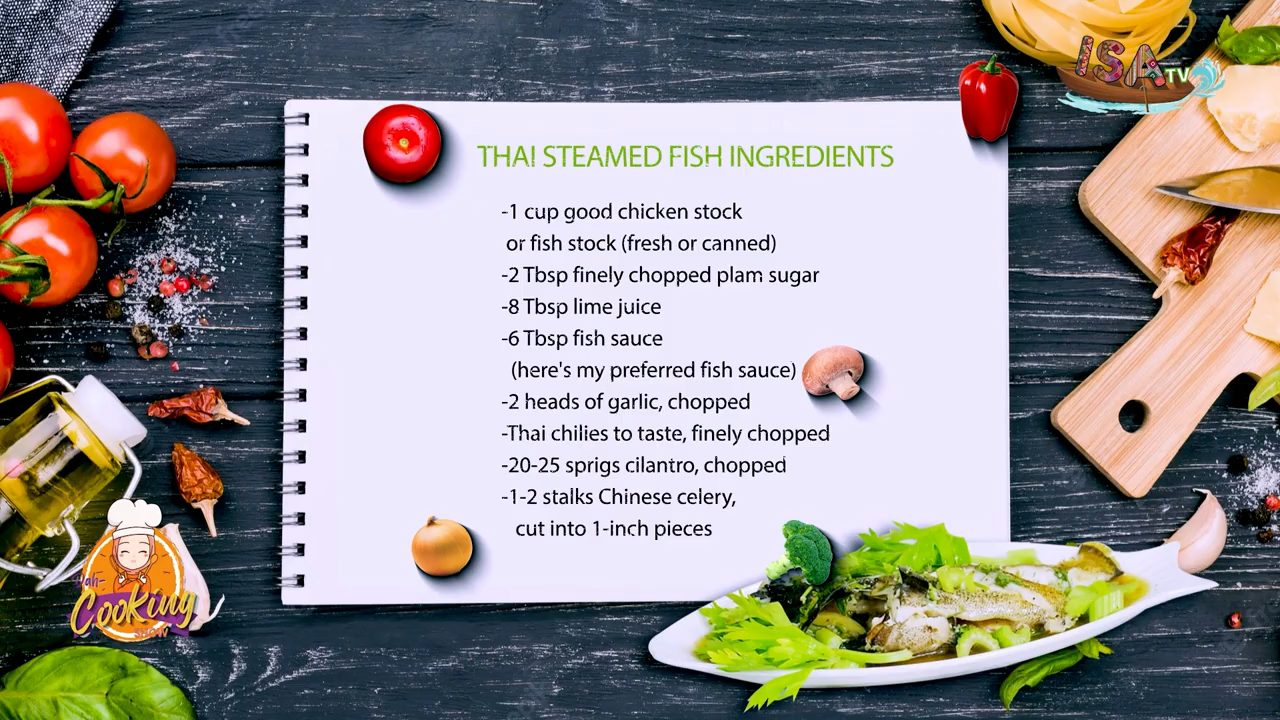 ISA TV
THAI STEAMED FISH INGREDIENTS
-1 cup good chicken stock
or fish stock (fresh or canned)
-2 Tbsp finely chopped plam sugar
-8 Tbsp lime juice
-6 Tbsp fish sauce
(here's my preferred fish sauce)
-2 heads of garlic, chopped
-Thai chilies to taste, finely chopped
-20-25 sprigs cilantro, chopped
-1-2 stalks Chinese celery,
cut into 1-inch pieces
Cooking
Show